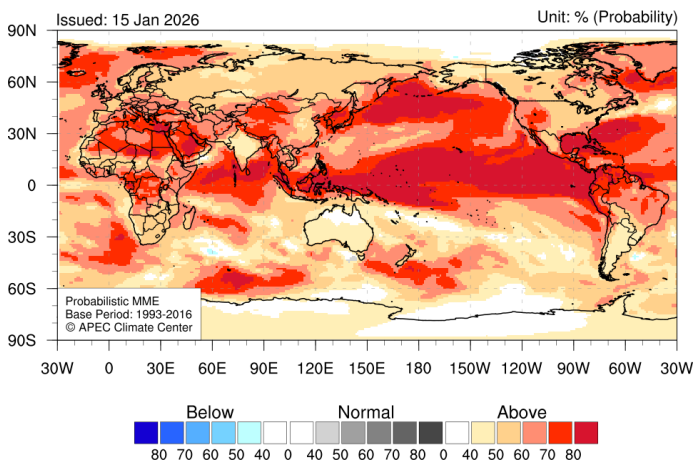 Issued: 15 Jan 2026
Unit: % (Probability)
90N
60N
30N
0
30S
60S
90S
Probabilistic MME
Base Period: 1993-2016
© APEC Climate Center
30W 0 30E 60E 90E 120E 150E 180 150W 120W 90W 60W 30W
Below Normal Above
80 70 60 50 40 0 40 50 60 70 80 0 40 50 60 70 80